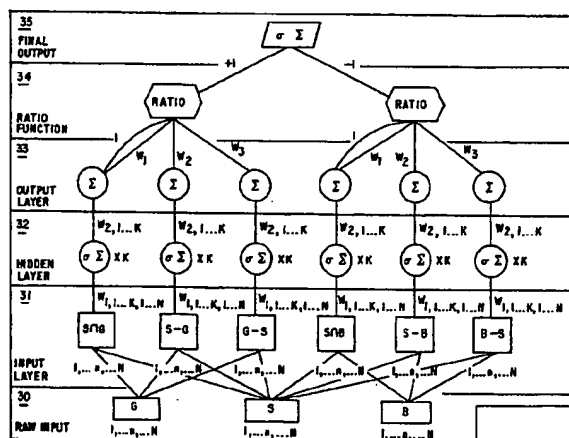 35
FINAL OUTPUT
σ Σ
34
+1
-1
RATIO
RATIO
RATIO FUNCTION
33
1
1
W1 W2 W3
W1 W2 W3
Σ Σ Σ Σ Σ Σ
OUTPUT LAYER
32
W2,1...K W2,1...K W2,1...K W2,1...K W2,1...K W2,1...K
σ Σ XK σ Σ XK σ Σ XK σ Σ XK σ Σ XK σ Σ XK
HIDDEN LAYER
31
W1,1...K,1...N W1,1...K,1...N W1,1...K,1...N W1,1...K,1...N W1,1...K,1...N W1,1...K,1...N
S∩G S-G G-S S∩B S-B B-S
INPUT LAYER
1,...n,...N 1,...n,...N 1,...n,...N 1,...n,...N 1,...n,...N 1,...n,...N
30
G S B
RAW INPUT
1,...n,...N 1,...n,...N 1,...n,...N